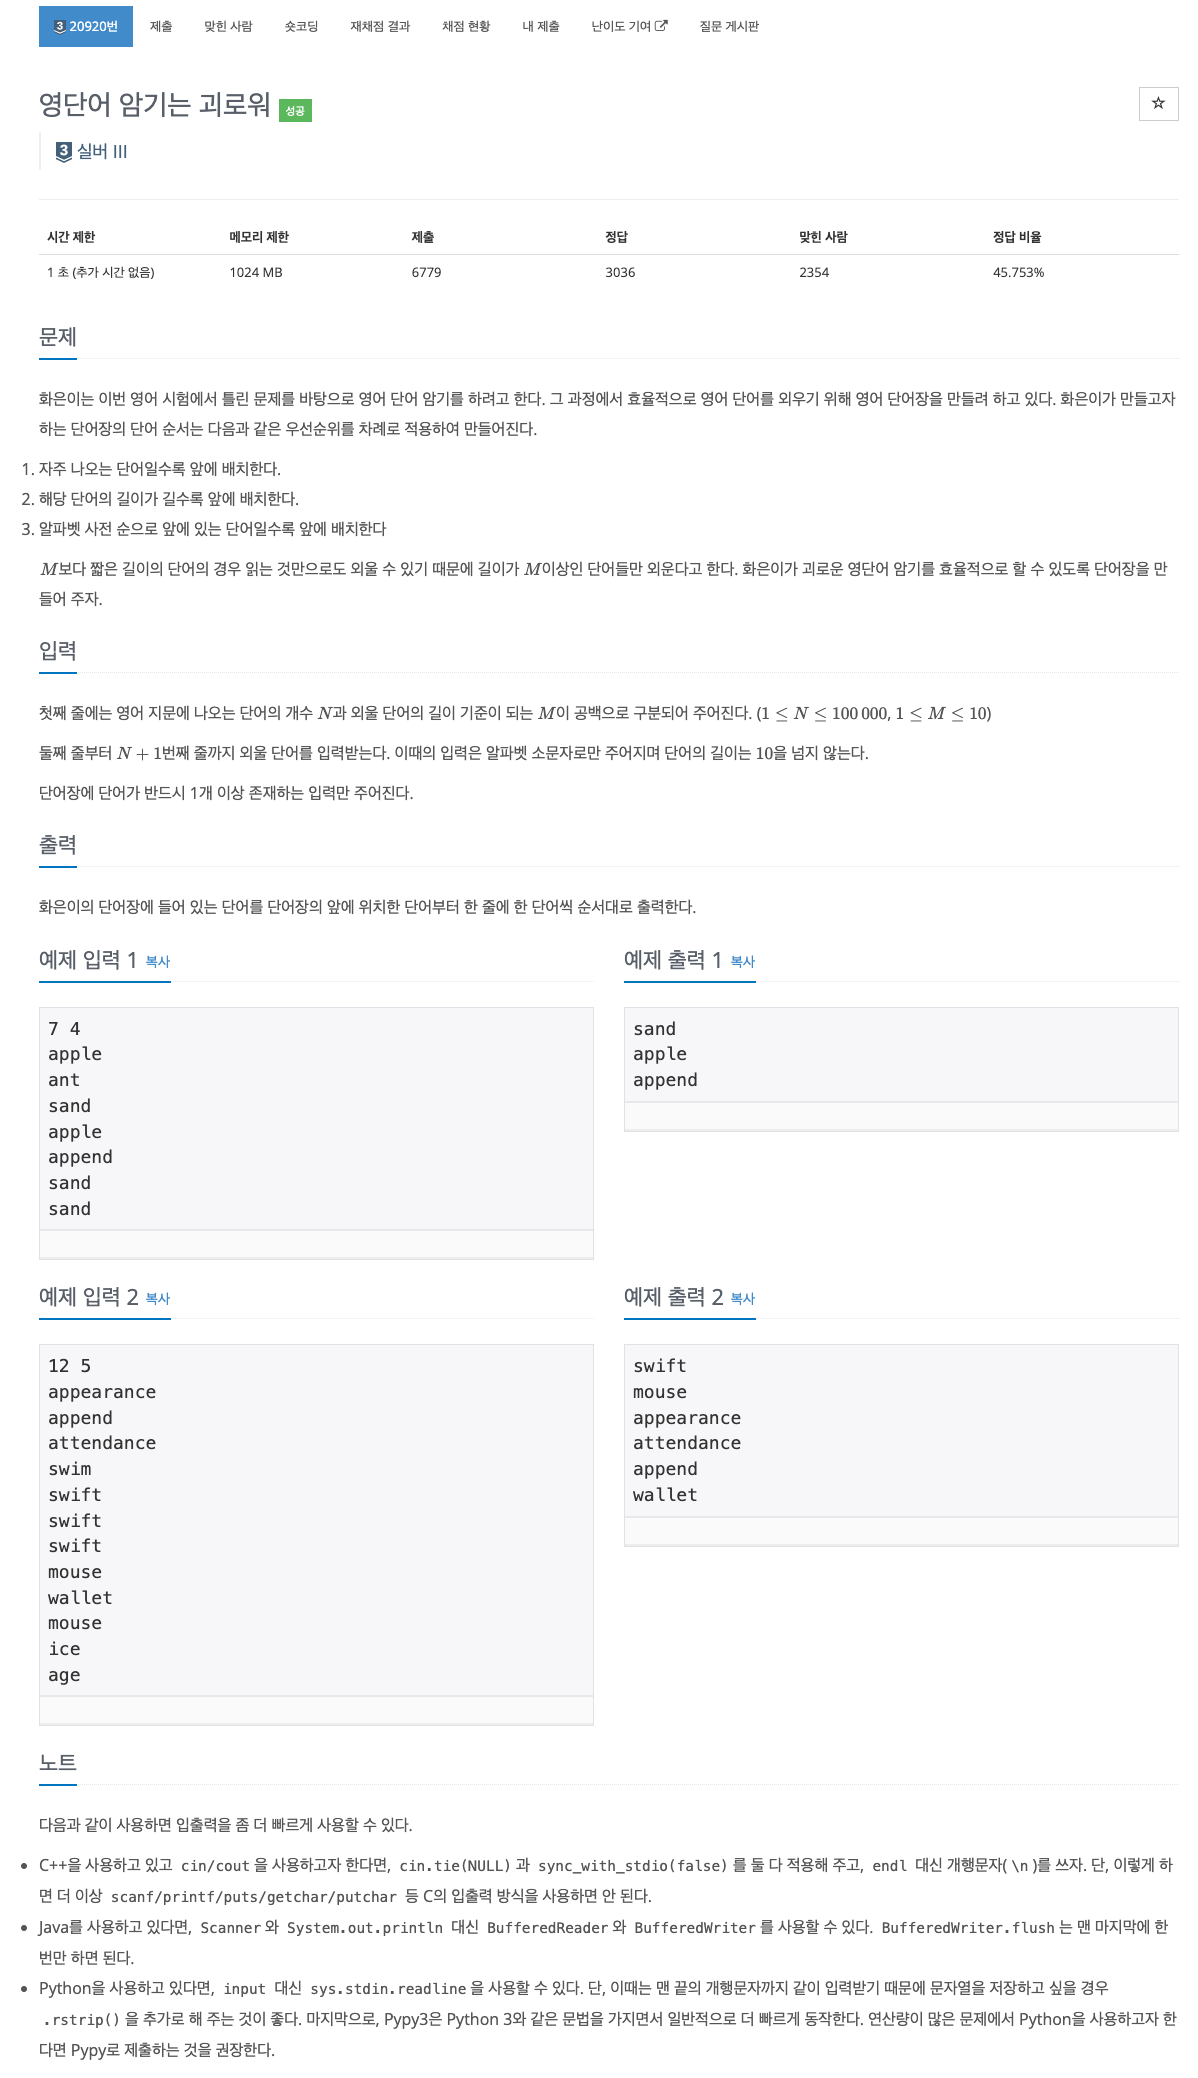 3 20920번 제출 맞힌 사람 숏코딩 재채점 결과 채점 현황 내 제출 난이도 기여 질문 게시판
영단어 암기는 괴로워 성공
3 실버 III
시간 제한 메모리 제한 제출 정답 맞힌 사람 정답 비율
1 초 (추가 시간 없음) 1024 MB 6779 3036 2354 45.753%
문제
화은이는 이번 영어 시험에서 틀린 문제를 바탕으로 영어 단어 암기를 하려고 한다. 그 과정에서 효율적으로 영어 단어를 외우기 위해 영어 단어장을 만들려 하고 있다. 화은이가 만들고자
하는 단어장의 단어 순서는 다음과 같은 우선순위를 차례로 적용하여 만들어진다.
1. 자주 나오는 단어일수록 앞에 배치한다.
2. 해당 단어의 길이가 길수록 앞에 배치한다.
3. 알파벳 사전 순으로 앞에 있는 단어일수록 앞에 배치한다
M보다 짧은 길이의 단어의 경우 읽는 것만으로도 외울 수 있기 때문에 길이가 M이상인 단어들만 외운다고 한다. 화은이가 괴로운 영단어 암기를 효율적으로 할 수 있도록 단어장을 만
들어 주자.
입력
첫째 줄에는 영어 지문에 나오는 단어의 개수 N과 외울 단어의 길이 기준이 되는 M이 공백으로 구분되어 주어진다. (1 ≤ N ≤ 100 000, 1 ≤ M ≤ 10)
둘째 줄부터 N + 1번째 줄까지 외울 단어를 입력받는다. 이때의 입력은 알파벳 소문자로만 주어지며 단어의 길이는 10을 넘지 않는다.
단어장에 단어가 반드시 1개 이상 존재하는 입력만 주어진다.
출력
화은이의 단어장에 들어 있는 단어를 단어장의 앞에 위치한 단어부터 한 줄에 한 단어씩 순서대로 출력한다.
예제 입력 1 복사
7 4
apple
ant
sand
apple
append
sand
sand
예제 출력 1 복사
sand
apple
append
예제 입력 2 복사
12 5
appearance
append
attendance
swim
swift
swift
swift
mouse
wallet
mouse
ice
age
예제 출력 2 복사
swift
mouse
appearance
attendance
append
wallet
노트
다음과 같이 사용하면 입출력을 좀 더 빠르게 사용할 수 있다.
• C++을 사용하고 있고 cin/cout 을 사용하고자 한다면, cin.tie(NULL) 과 sync_with_stdio(false) 를 둘 다 적용해 주고, endl 대신 개행문자( \n )를 쓰자. 단, 이렇게 하
면 더 이상 scanf/printf/puts/getchar/putchar 등 C의 입출력 방식을 사용하면 안 된다.
• Java를 사용하고 있다면, Scanner 와 System.out.println 대신 BufferedReader 와 BufferedWriter 를 사용할 수 있다. BufferedWriter.flush 는 맨 마지막에 한
번만 하면 된다.
• Python을 사용하고 있다면, input 대신 sys.stdin.readline 을 사용할 수 있다. 단, 이때는 맨 끝의 개행문자까지 같이 입력받기 때문에 문자열을 저장하고 싶을 경우
.rstrip() 을 추가로 해 주는 것이 좋다. 마지막으로, Pypy3은 Python 3와 같은 문법을 가지면서 일반적으로 더 빠르게 동작한다. 연산량이 많은 문제에서 Python을 사용하고자 한
다면 Pypy로 제출하는 것을 권장한다.